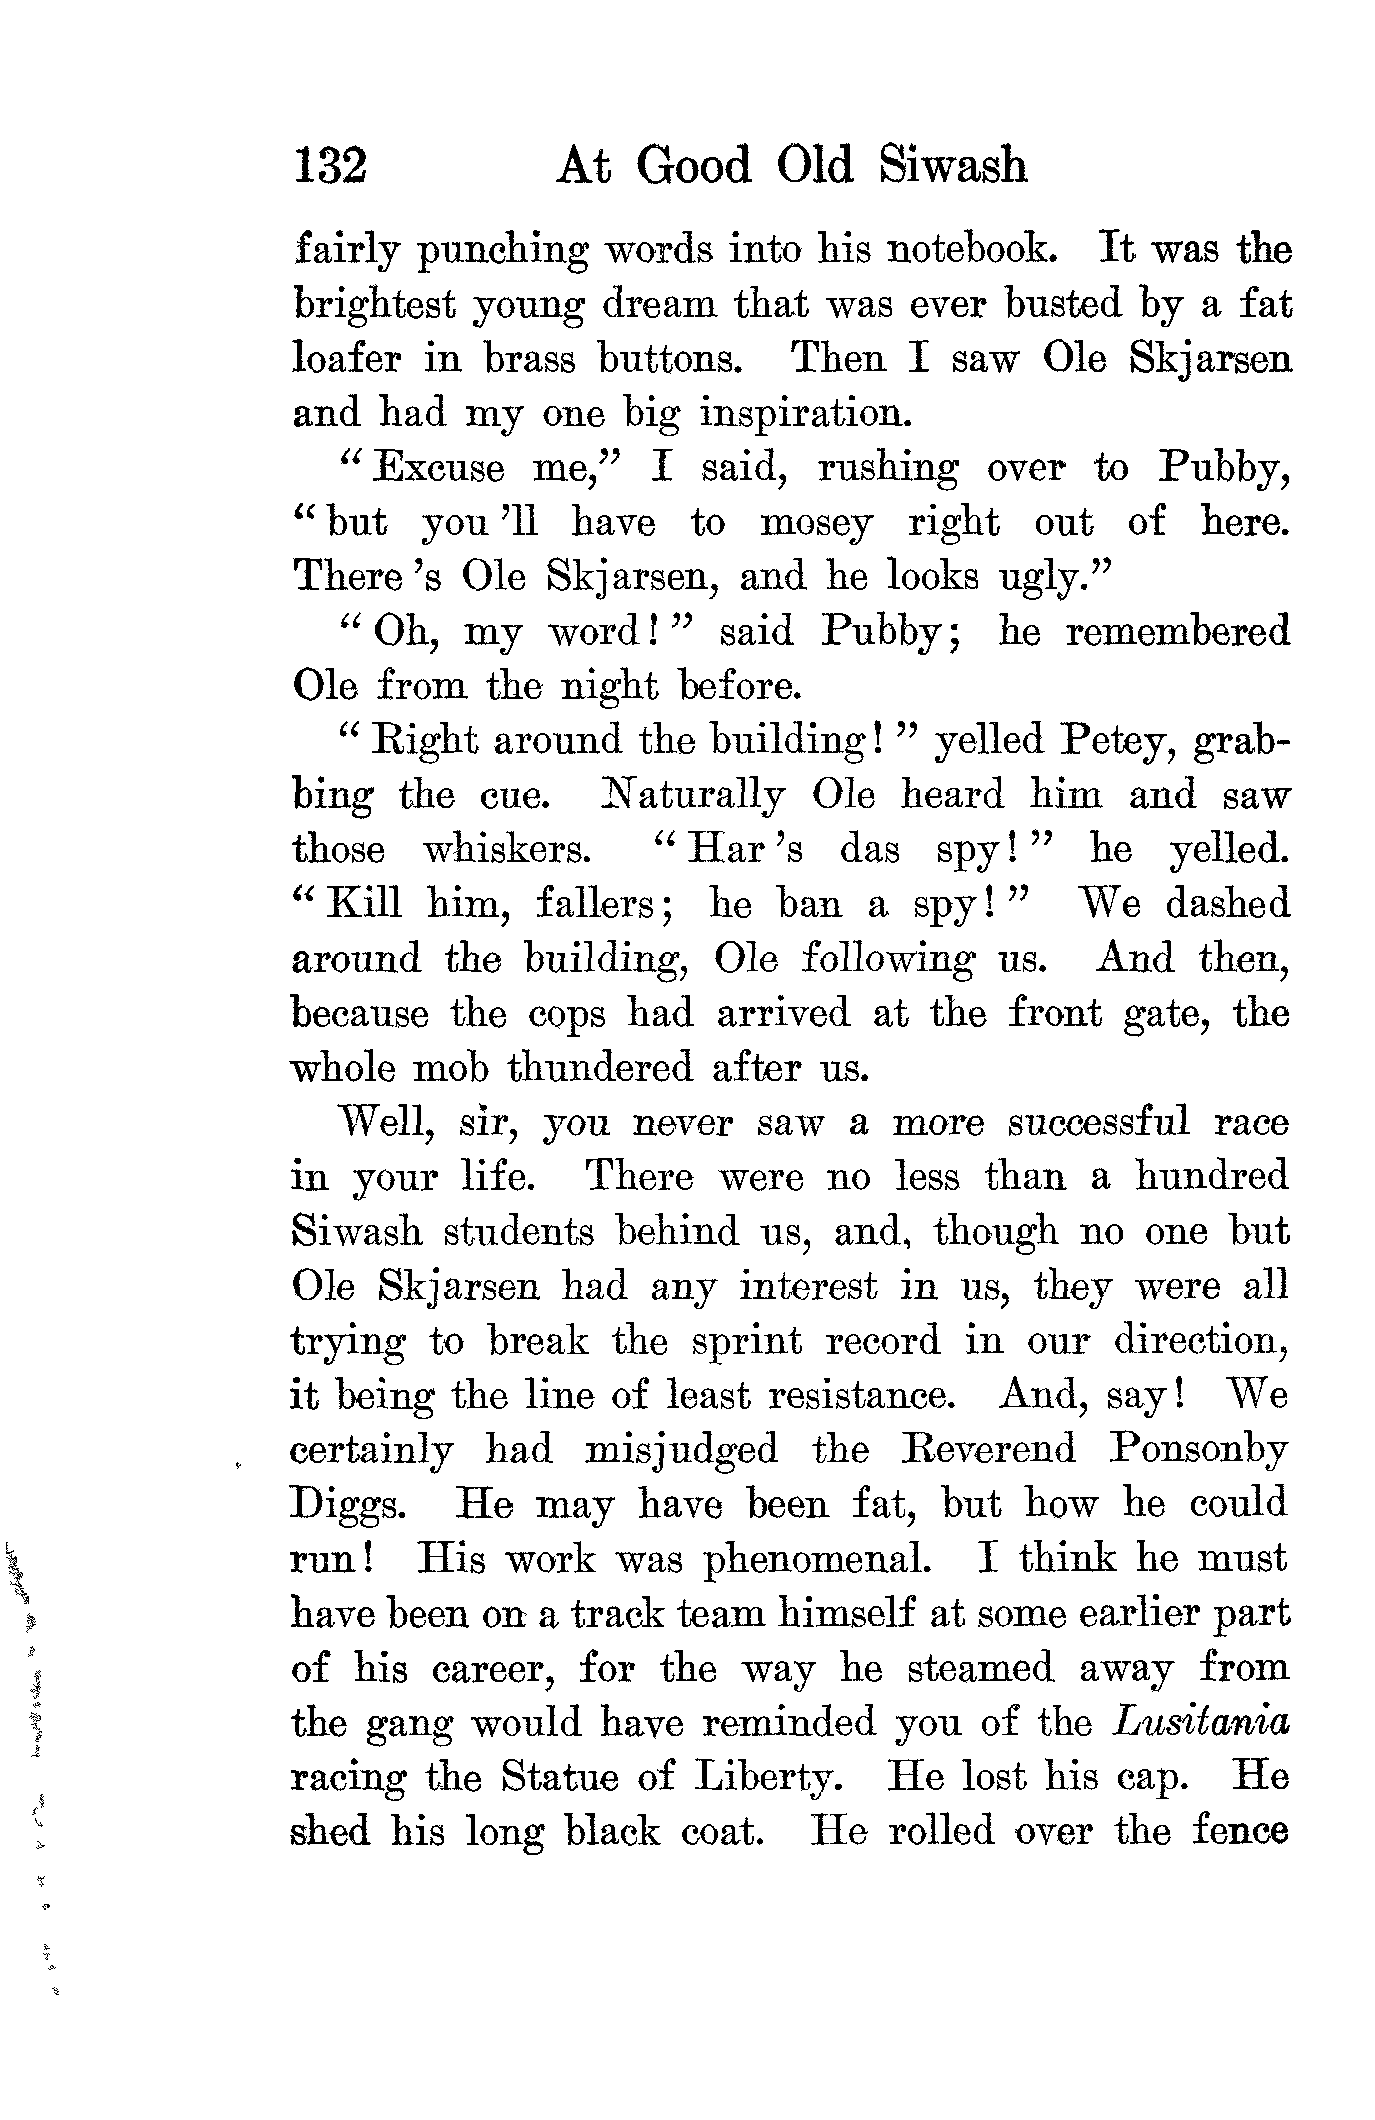 132 At Good Old Siwash
fairly punching words into his notebook. It was the
brightest young dream that was ever busted by a fat
loafer in brass buttons. Then I saw Ole Skjarsen
and had my one big inspiration.
“ Excuse me,” I said, rushing over to Pubby,
“ but you ’ll have to mosey right out of here.
There ’s Ole Skjarsen, and he looks ugly.”
“ Oh, my word! ” said Pubby; he remembered
Ole from the night before.
“ Right around the building! ” yelled Petey, grab-
bing the cue. Naturally Ole heard him and saw
those whiskers. “ Har ’s das spy! ” he yelled.
“ Kill him, fallers; he ban a spy! ” We dashed
around the building, Ole following us. And then,
because the cops had arrived at the front gate, the
whole mob thundered after us.
Well, sir, you never saw a more successful race
in your life. There were no less than a hundred
Siwash students behind us, and, though no one but
Ole Skjarsen had any interest in us, they were all
trying to break the sprint record in our direction,
it being the line of least resistance. And, say! We
certainly had misjudged the Reverend Ponsonby
Diggs. He may have been fat, but how he could
run! His work was phenomenal. I think he must
have been on a track team himself at some earlier part
of his career, for the way he steamed away from
the gang would have reminded you of the Lusitania
racing the Statue of Liberty. He lost his cap. He
shed his long black coat. He rolled over the fence